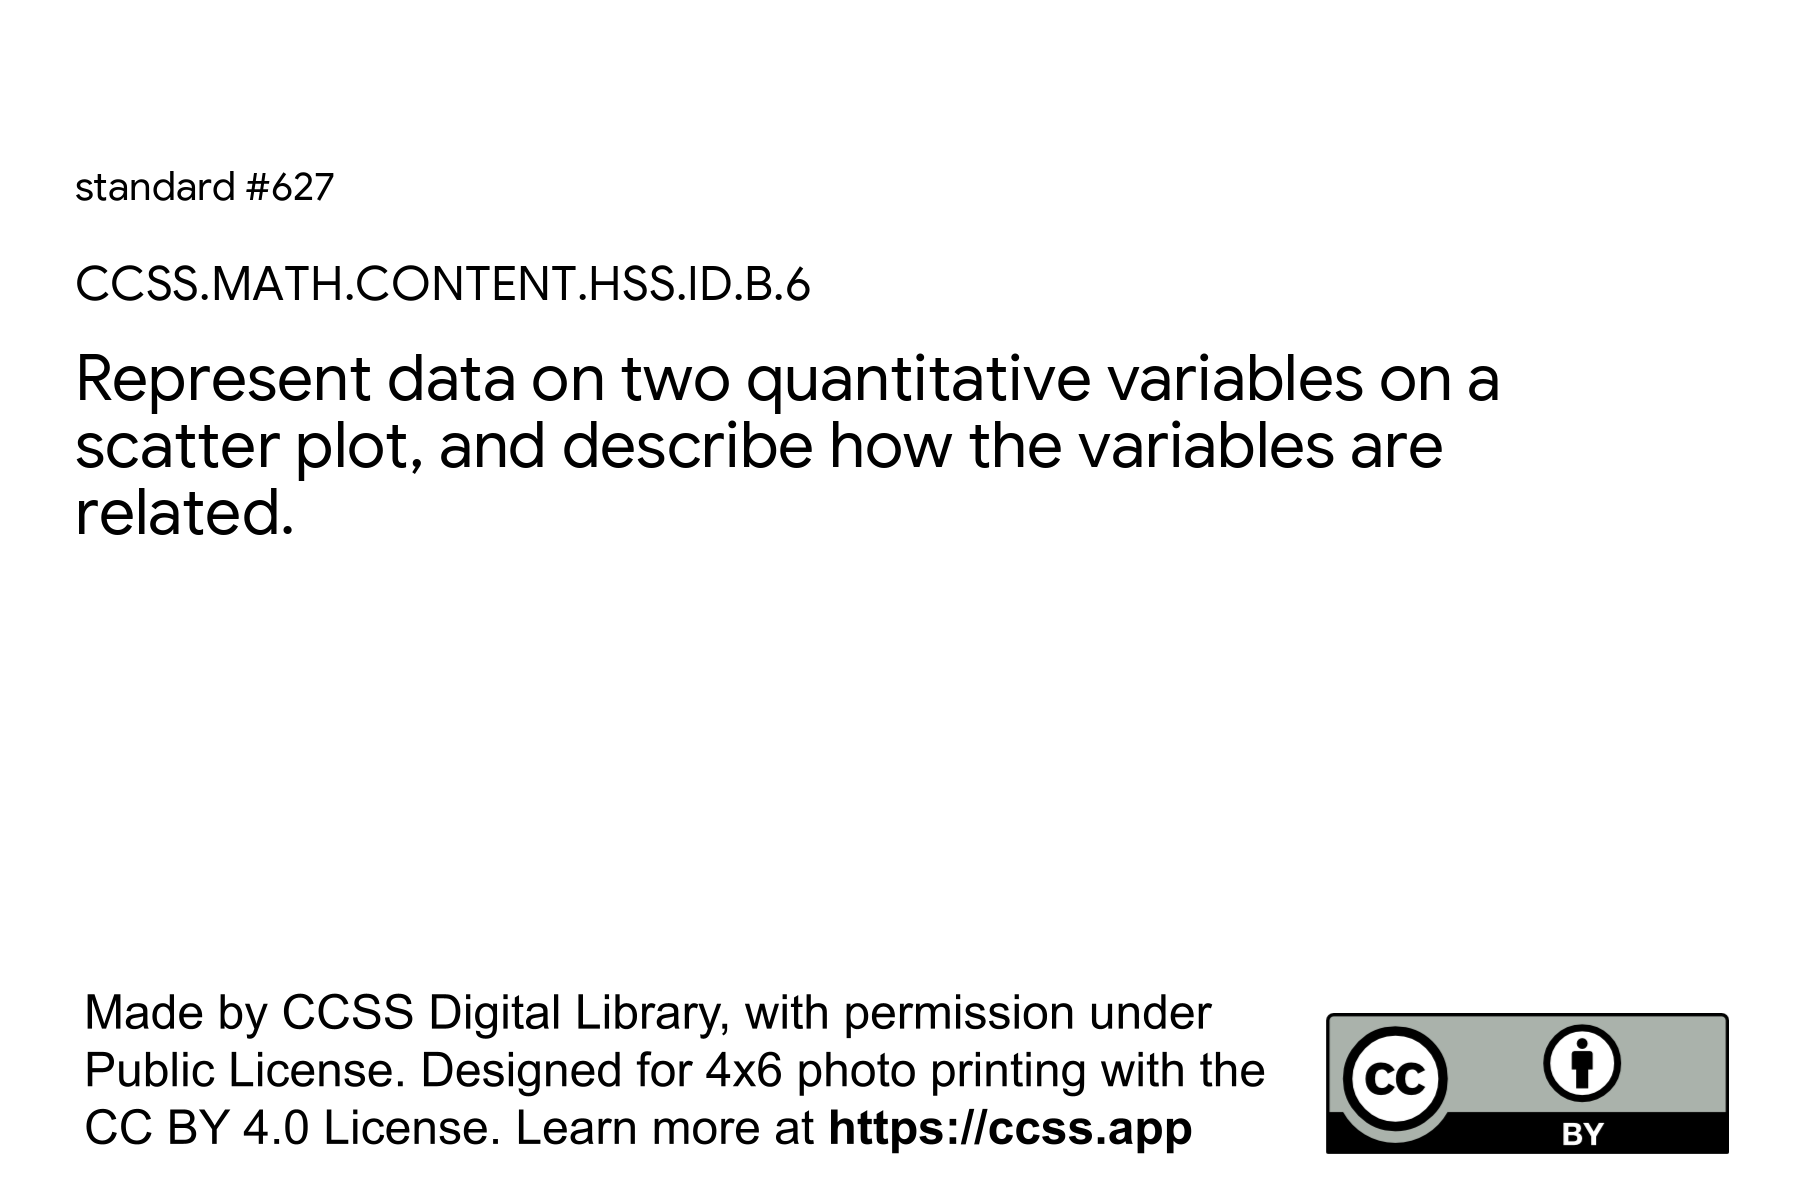 standard #627
CCSS.MATH.CONTENT.HSS.ID.B.6
Represent data on two quantitative variables on a
scatter plot, and describe how the variables are
related.
Made by CCSS Digital Library, with permission under
Public License. Designed for 4x6 photo printing with the
CC BY 4.0 License. Learn more at https://ccss.app
CC
BY